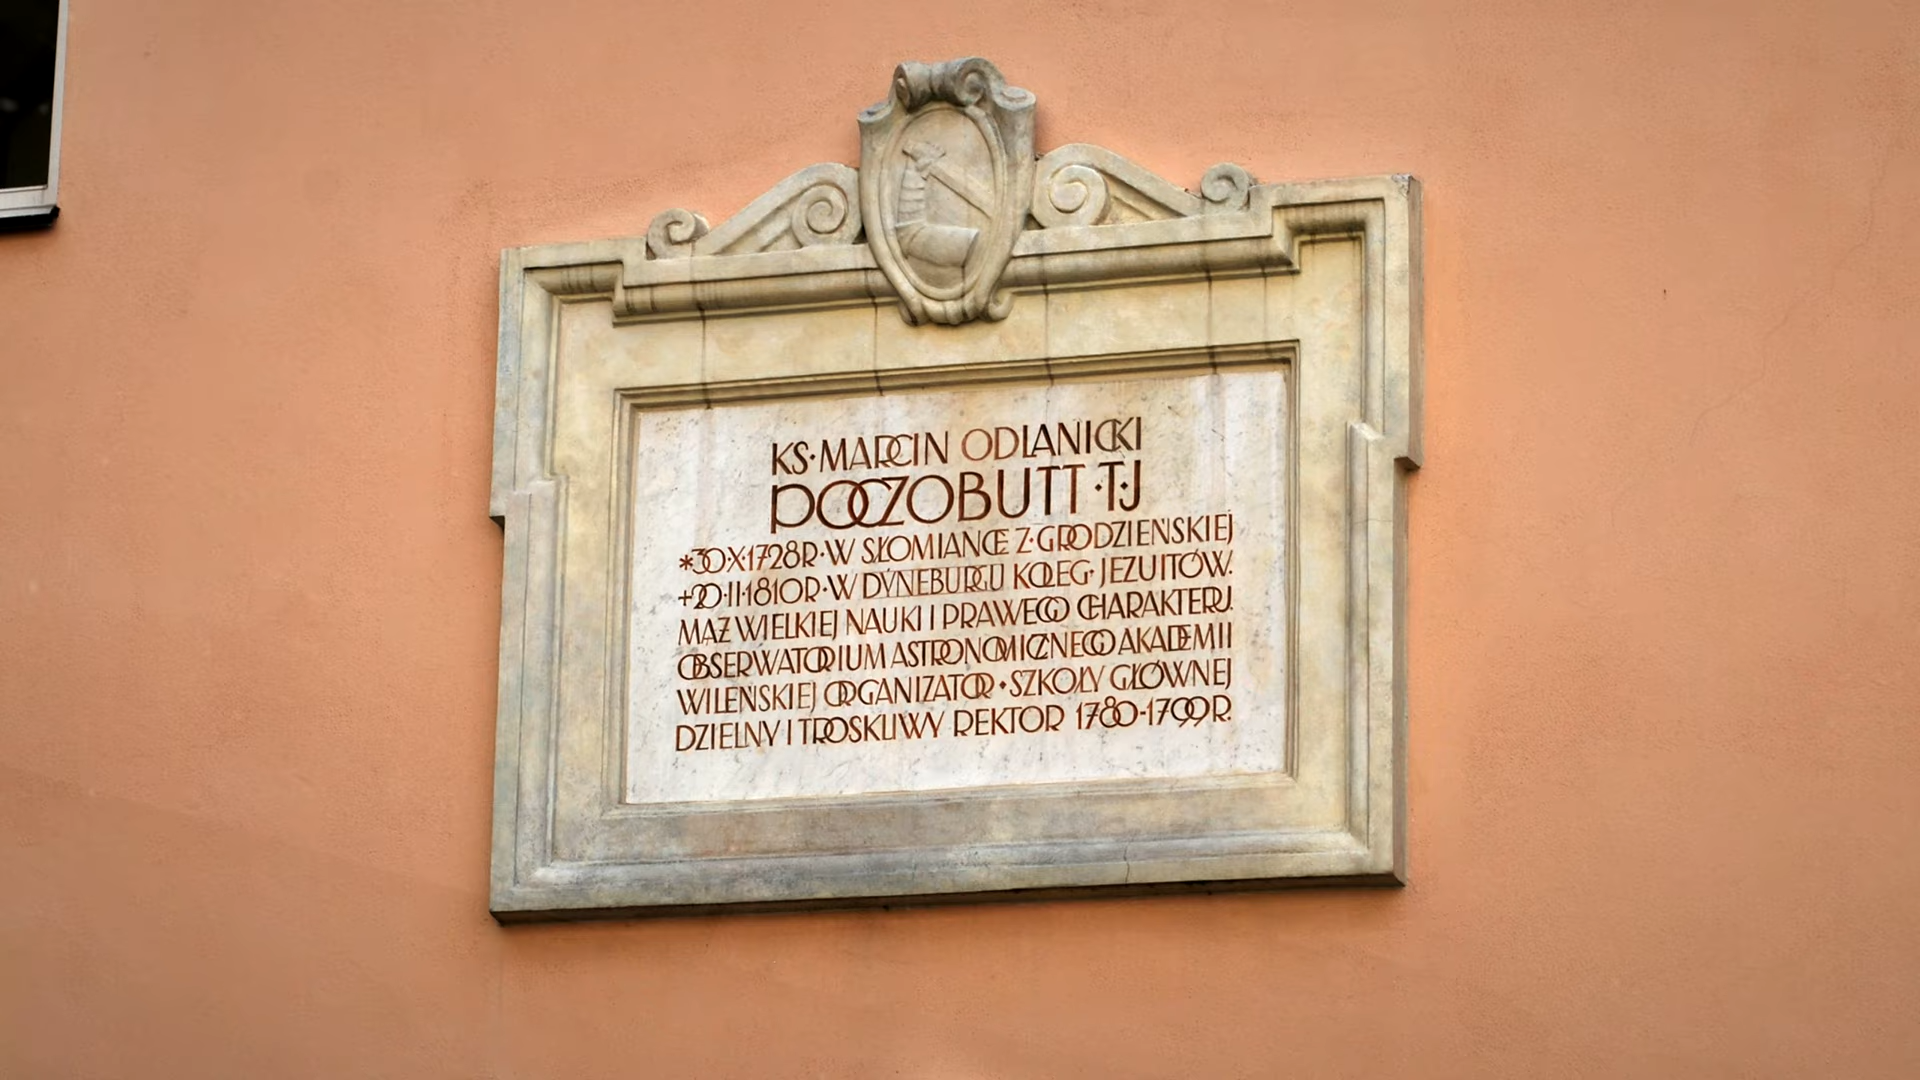 KS·MARCIN ODLANICKI
POCZOBUTT·T·J
*30·X·1728R·W SŁOMIANCE Z·GRODZIEŃSKIEJ
+20·II·1810R·W DYNEBURGU KOLEG·JEZUITÓW.
MĄŻ WIELKIEJ NAUKI I PRAWEGO CHARAKTERU.
OBSERWATORIUM ASTRONOMICZNEGO AKADEMII
WILEŃSKIEJ ORGANIZATOR·SZKOŁY GŁÓWNEJ
DZIELNY I TROSKLIWY REKTOR 1780-1799R.